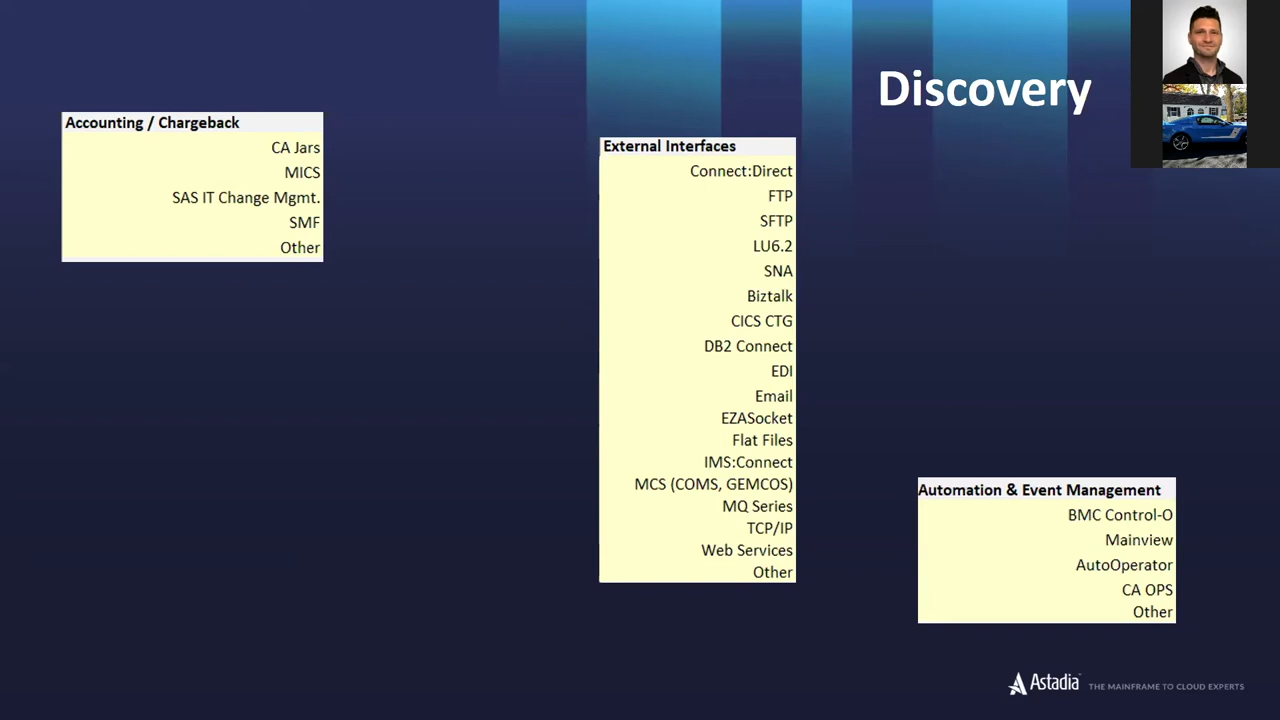 Discovery
Accounting / Chargeback
CA Jars
MICS
SAS IT Change Mgmt.
SMF
Other
External Interfaces
Connect:Direct
FTP
SFTP
LU6.2
SNA
Biztalk
CICS CTG
DB2 Connect
EDI
Email
EZASocket
Flat Files
IMS:Connect
MCS (COMS, GEMCOS)
MQ Series
TCP/IP
Web Services
Other
Automation & Event Management
BMC Control-O
Mainview
AutoOperator
CA OPS
Other
Astadia THE MAINFRAME TO CLOUD EXPERTS